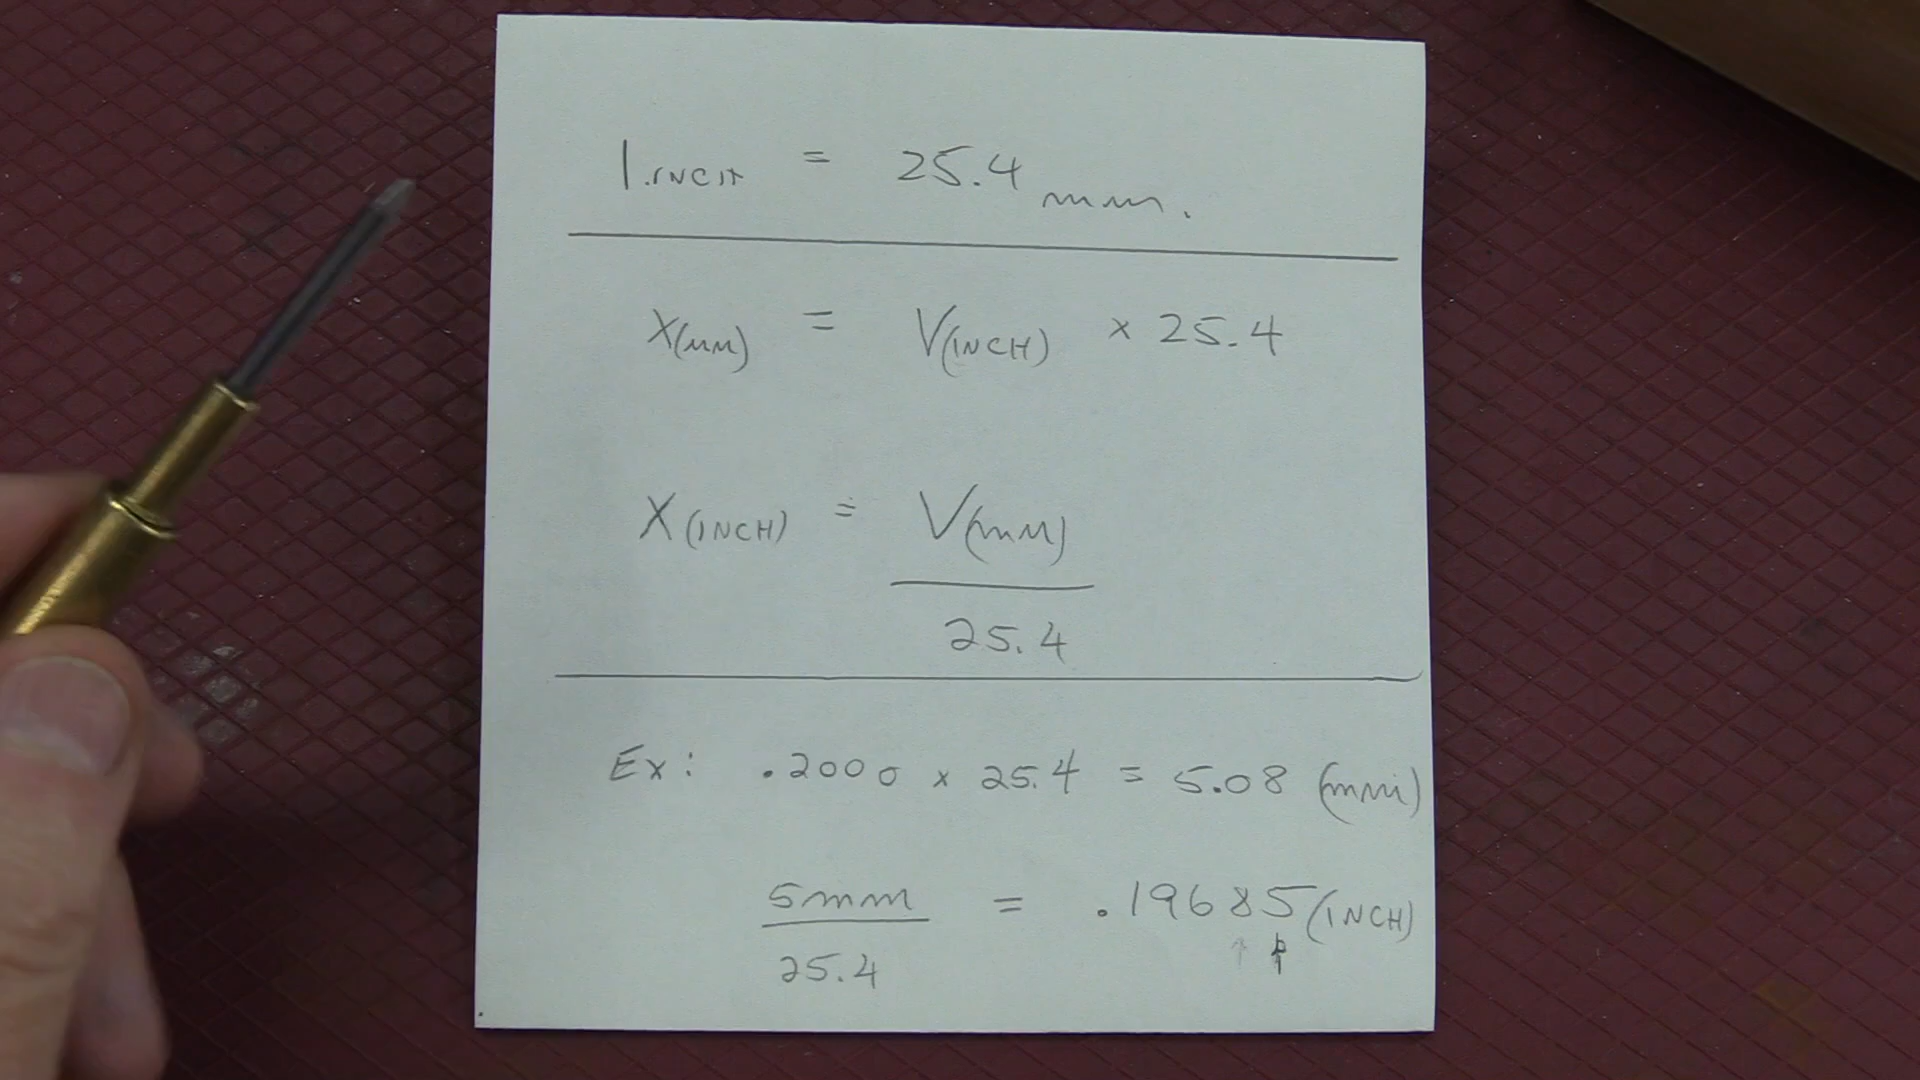 1 INCH = 25.4 mm.
X(MM) = V(INCH) × 25.4
X(INCH) = V(mm)
25.4
Ex: .2000 × 25.4 = 5.08 (mm)
5mm = .19685 (INCH)
25.4